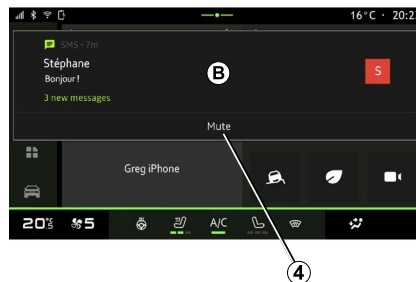 16°C · 20:2
SMS · 7m
Stéphane
Bonjour !
3 new messages
B
S
Mute
Greg iPhone
20°5 5 A/C
4